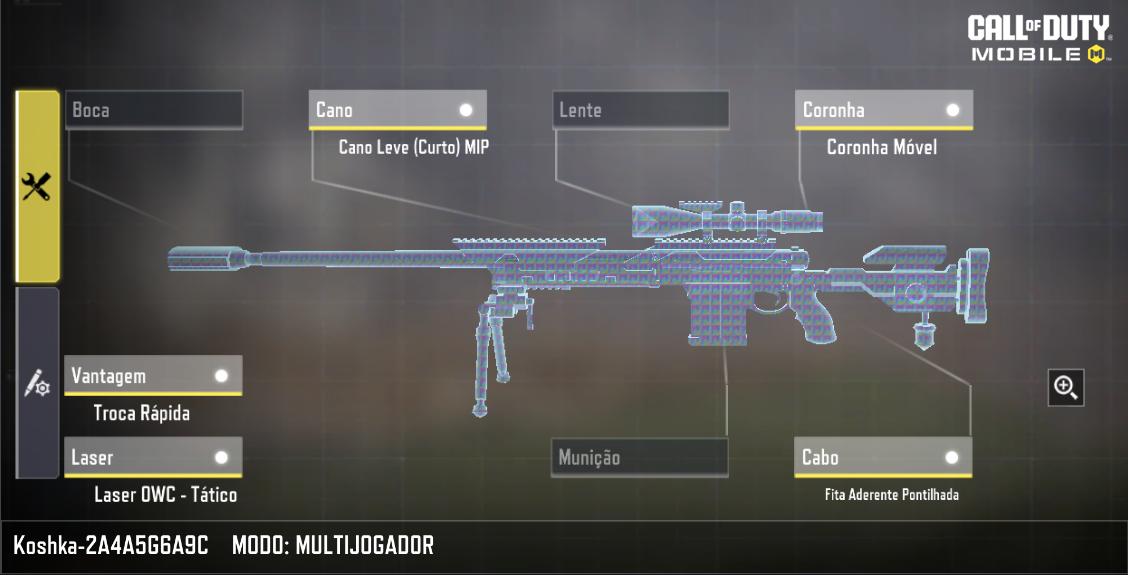 CALL OF DUTY
MOBILE
Boca
Cano
Lente
Coronha
Cano Leve (Curto) MIP
Coronha Móvel
Vantagem
Troca Rápida
Laser
Munição
Cabo
Laser OWC - Tático
Fita Aderente Pontilhada
Koshka-2A4A5G6A9C MODO: MULTIJOGADOR